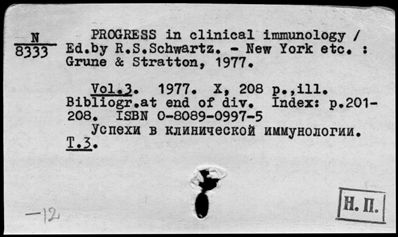 N
8333
PROGRESS in clinical immunology /
Ed.by R.S.Schwartz. - New York etc. :
Grune & Stratton, 1977.
Vol.3. 1977. X, 208 p.,ill.
Bibliogr.at end of div. Index: p.201-
208. ISBN 0-8089-0997-5
Успехи в клинической иммунологии.
Т.3.
-12
Н.П.